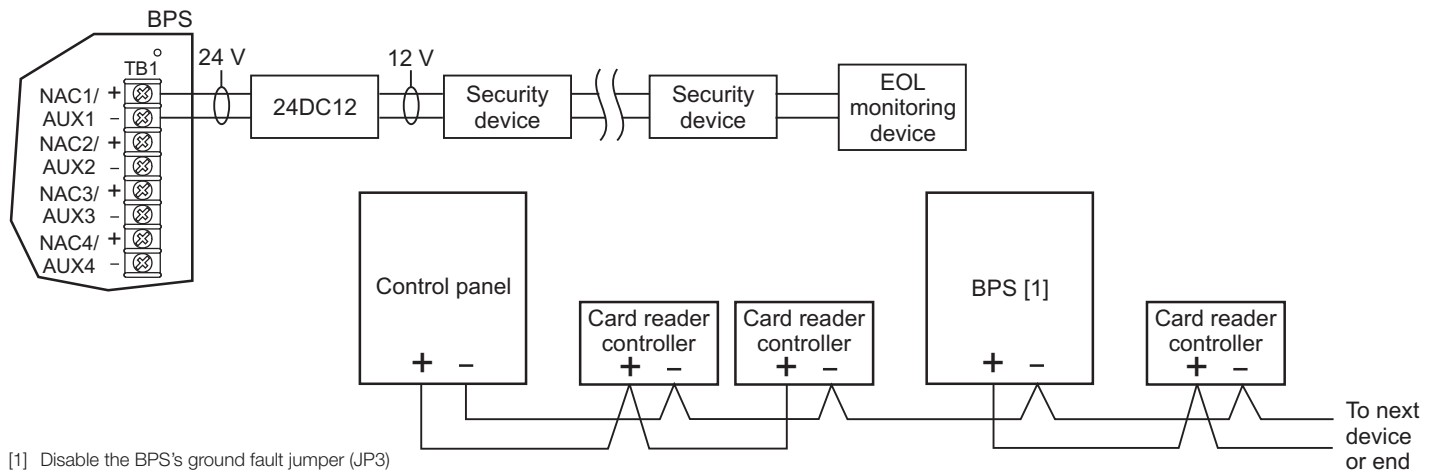 BPS
TB1
24 V
12 V
NAC1/ +
AUX1 –
NAC2/ +
AUX2 –
NAC3/ +
AUX3 –
NAC4/ +
AUX4 –
24DC12
Security
device
Security
device
EOL
monitoring
device
Control panel
+ –
Card reader
controller
+ –
Card reader
controller
+ –
BPS [1]
+ –
Card reader
controller
+ –
To next
device
or end
[1] Disable the BPS's ground fault jumper (JP3)